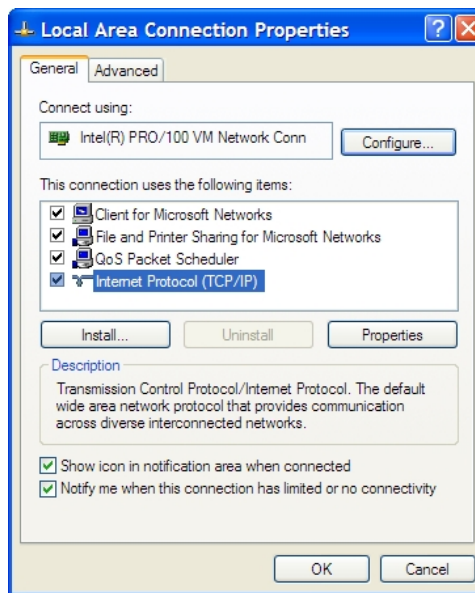 Local Area Connection Properties
General
Advanced
Connect using:
Intel(R) PRO/100 VM Network Conn
Configure...
This connection uses the following items:
Client for Microsoft Networks
File and Printer Sharing for Microsoft Networks
QoS Packet Scheduler
Internet Protocol (TCP/IP)
Install...
Uninstall
Properties
Description
Transmission Control Protocol/Internet Protocol. The default
wide area network protocol that provides communication
across diverse interconnected networks.
Show icon in notification area when connected
Notify me when this connection has limited or no connectivity
OK
Cancel